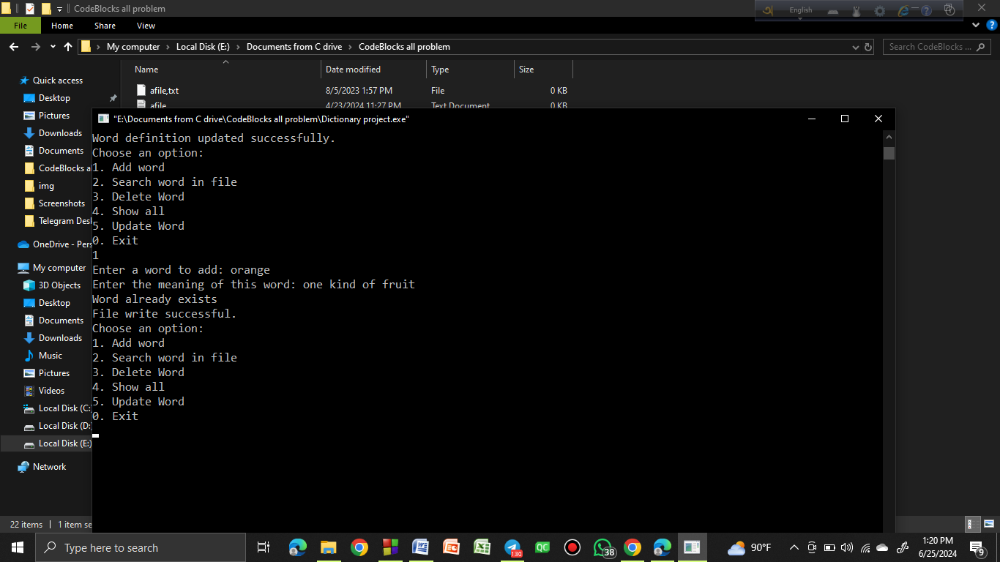 CodeBlocks all problem
English
File Home Share View
My computer Local Disk (E:) Documents from C drive CodeBlocks all problem
Search CodeBlocks ...
Name Date modified Type Size
Quick access
afile,txt 8/5/2023 1:57 PM File 0 KB
Desktop
afile 4/23/2024 11:27 PM Text Document 0 KB
Pictures
"E:\Documents from C drive\CodeBlocks all problem\Dictionary project.exe"
Downloads
Documents
CodeBlocks a
img
Screenshots
Telegram Des
OneDrive - Pers
My computer
3D Objects
Desktop
Documents
Downloads
Music
Pictures
Videos
Local Disk (C:
Local Disk (D:
Local Disk (E:)
Network
Word definition updated successfully.
Choose an option:
1. Add word
2. Search word in file
3. Delete Word
4. Show all
5. Update Word
0. Exit
1
Enter a word to add: orange
Enter the meaning of this word: one kind of fruit
Word already exists
File write successful.
Choose an option:
1. Add word
2. Search word in file
3. Delete Word
4. Show all
5. Update Word
0. Exit
22 items 1 item se
Type here to search
130
QC
38
90°F
1:20 PM
6/25/2024
9